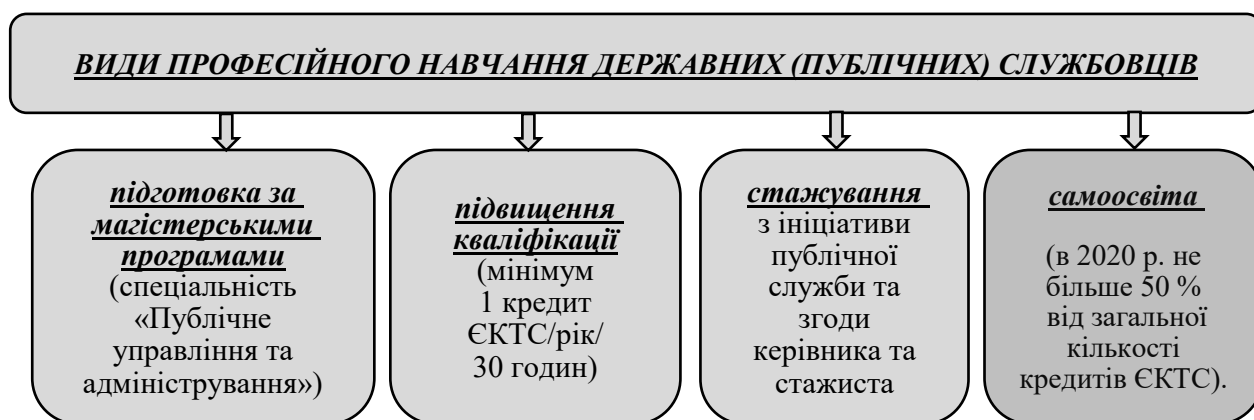 ВИДИ ПРОФЕСІЙНОГО НАВЧАННЯ ДЕРЖАВНИХ (ПУБЛІЧНИХ) СЛУЖБОВЦІВ
підготовка за
магістерськими
програмами
(спеціальність
«Публічне
управління та
адміністрування»)
підвищення
кваліфікації
(мінімум
1 кредит
ЄКТС/рік/
30 годин)
стажування
з ініціативи
публічної
служби та
згоди
керівника та
стажиста
самоосвіта
(в 2020 р. не
більше 50 %
від загальної
кількості
кредитів ЄКТС).